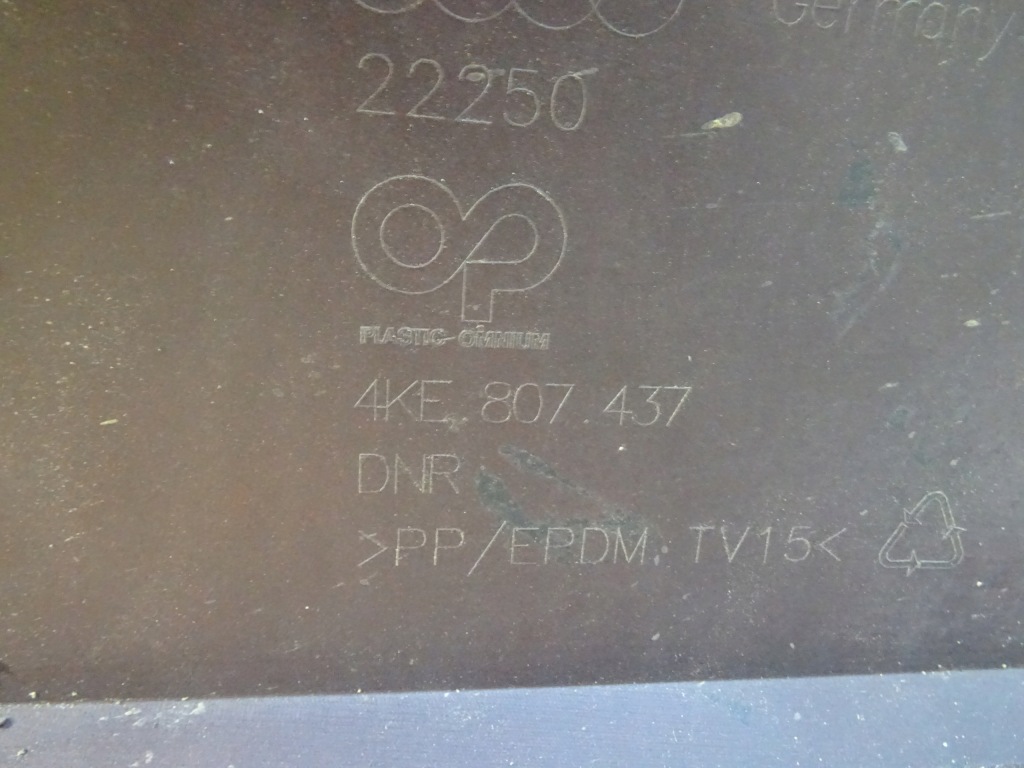 Germany
22250
PLASTIC OMNIUM
4KE 807 437
DNR
>PP/EPDM. TV15<